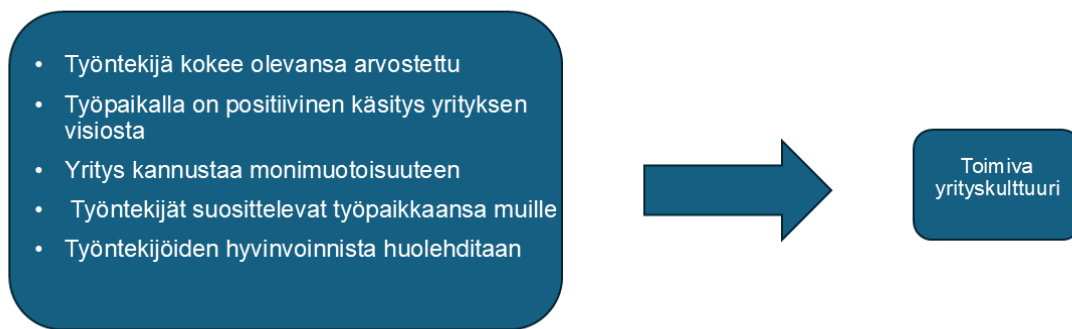 • Työntekijä kokee olevansa arvostettu
• Työpaikalla on positiivinen käsitys yrityksen
visiosta
• Yritys kannustaa monimuotoisuuteen
• Työntekijät suosittelevat työpaikkaansa muille
• Työntekijöiden hyvinvoinnista huolehditaan
Toimiva
yrityskulttuuri